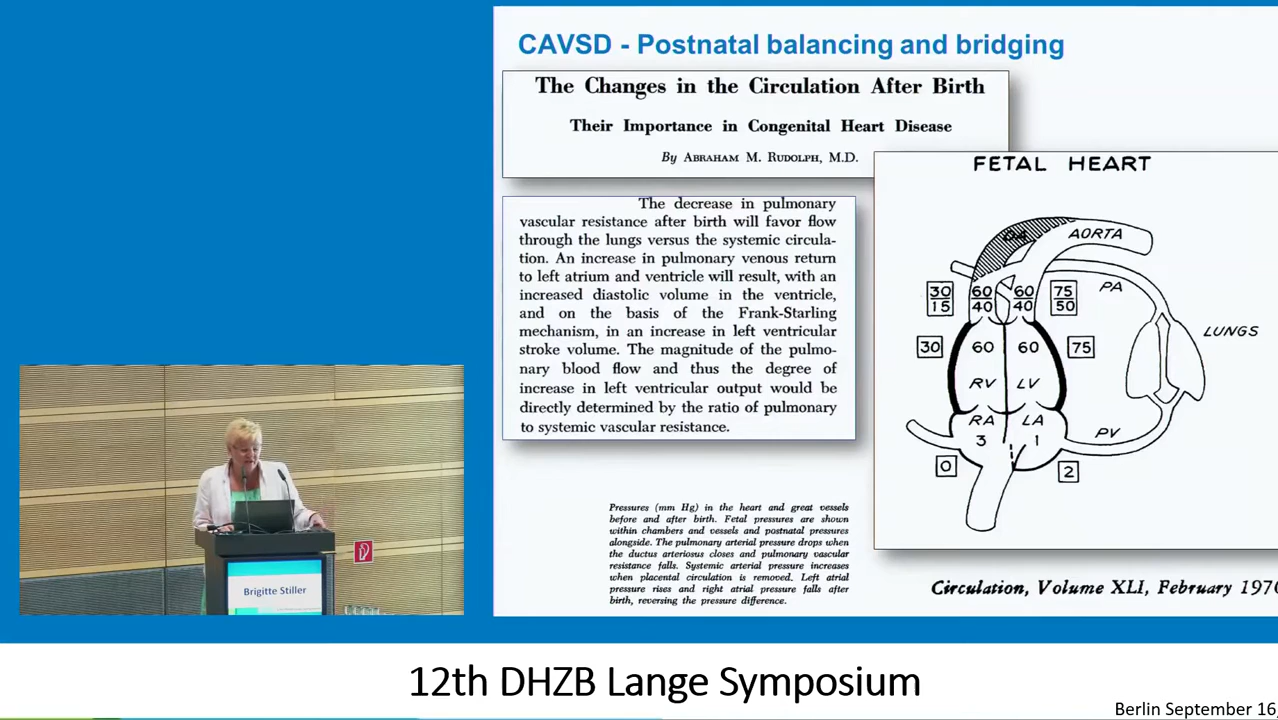 CAVSD - Postnatal balancing and bridging
The Changes in the Circulation After Birth
Their Importance in Congenital Heart Disease
By ABRAHAM M. RUDOLPH, M.D.
The decrease in pulmonary
vascular resistance after birth will favor flow
through the lungs versus the systemic circula-
tion. An increase in pulmonary venous return
to left atrium and ventricle will result, with an
increased diastolic volume in the ventricle,
and on the basis of the Frank-Starling
mechanism, in an increase in left ventricular
stroke volume. The magnitude of the pulmo-
nary blood flow and thus the degree of
increase in left ventricular output would be
directly determined by the ratio of pulmonary
to systemic vascular resistance.
FETAL HEART
DA
AORTA
PA
30
15
60
40
60
40
75
50
LUNGS
30
60
60
75
RV
LV
RA
LA
3
1
PV
0
2
Pressures (mm Hg) in the heart and great vessels
before and after birth. Fetal pressures are shown
within chambers and vessels and postnatal pressures
alongside. The pulmonary arterial pressure drops when
the ductus arteriosus closes and pulmonary vascular
resistance falls. Systemic arterial pressure increases
when placental circulation is removed. Left atrial
pressure rises and right atrial pressure falls after
birth, reversing the pressure difference.
Circulation, Volume XLI, February 1970
Brigitte Stiller
12th DHZB Lange Symposium
Berlin September 16,